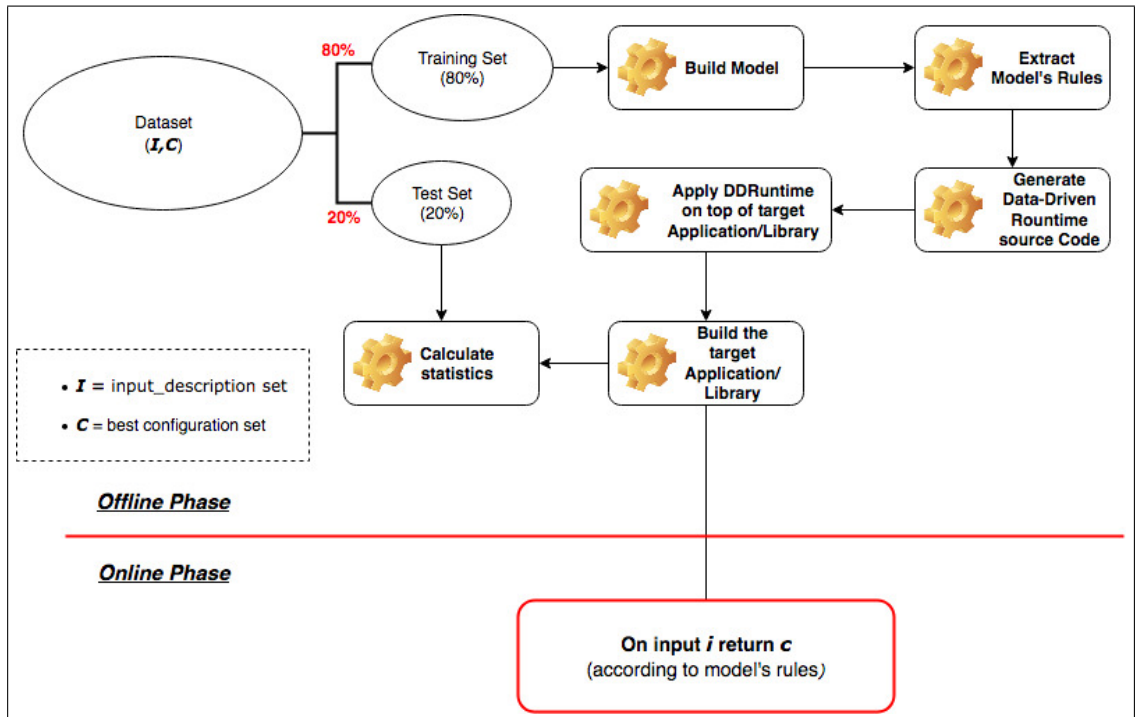 80%
Training Set
(80%)
Build Model
Extract
Model's Rules
Dataset
(I,C)
Test Set
(20%)
20%
Apply DDRuntime
on top of target
Application/Library
Generate
Data-Driven
Rountime
source Code
Calculate
statistics
Build the
target
Application/
Library
• I = input_description set
• C = best configuration set
Offline Phase
Online Phase
On input i return c
(according to model's rules)